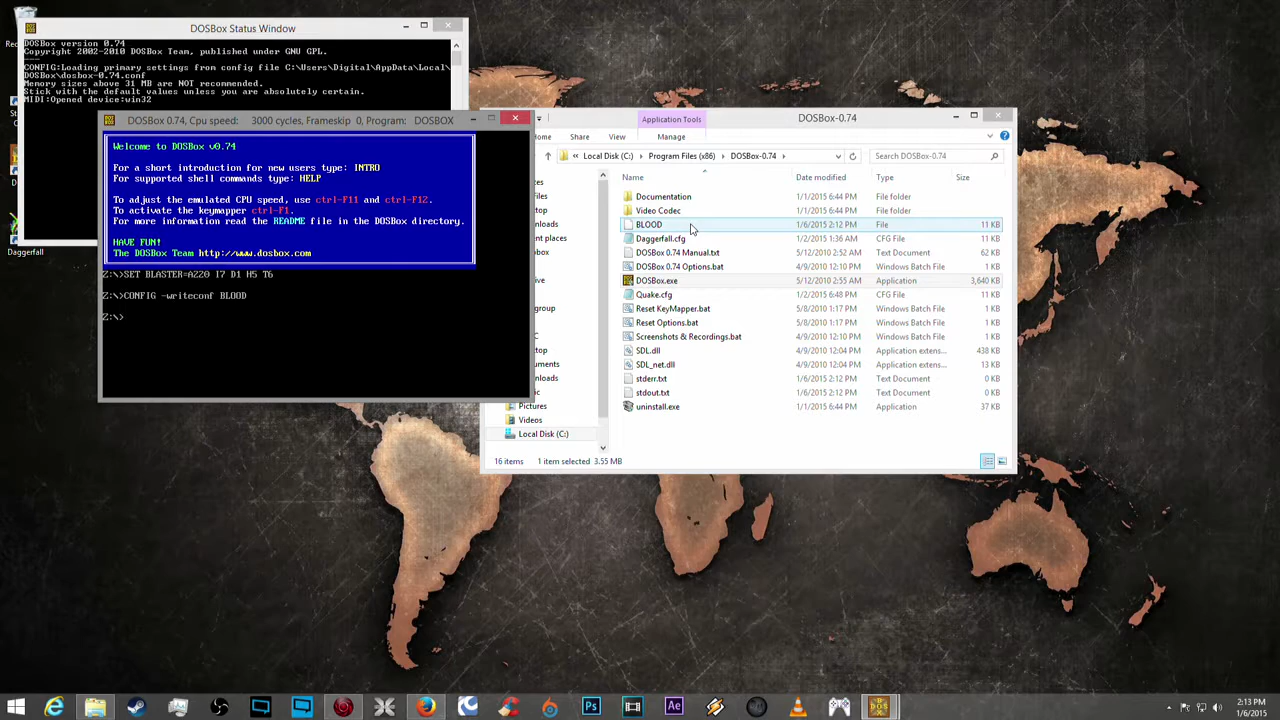 DOSBox Status Window
DOSBox version 0.74
Copyright 2002-2010 DOSBox Team, published under GNU GPL.
---
CONFIG:Loading primary settings from config file C:\Users\Digital\AppData\Local\
DOSBox\dosbox-0.74.conf
Memory sizes above 31 MB are NOT recommended.
Stick with the default values unless you are absolutely certain.
MIDI:Opened device:win32
DOSBox 0.74, Cpu speed: 3000 cycles, Frameskip 0, Program: DOSBOX
Welcome to DOSBox v0.74
For a short introduction for new users type: INTRO
For supported shell commands type: HELP
To adjust the emulated CPU speed, use ctrl-F11 and ctrl-F12.
To activate the keymapper ctrl-F1.
For more information read the README file in the DOSBox directory.
HAVE FUN!
The DOSBox Team http://www.dosbox.com
Z:\>SET BLASTER=A220 I7 D1 H5 T6
Z:\>CONFIG -writeconf BLOOD
Z:\>
Daggerfall
Application Tools
DOSBox-0.74
ome
Share
View
Manage
Local Disk (C:)
Program Files (x86)
DOSBox-0.74
Search DOSBox-0.74
Name
Date modified
Type
Size
Documentation 1/1/2015 6:44 PM File folder
Video Codec 1/1/2015 6:44 PM File folder
BLOOD 1/6/2015 2:12 PM File 11 KB
Daggerfall.cfg 1/2/2015 1:36 AM CFG File 11 KB
DOSBox 0.74 Manual.txt 5/12/2010 2:52 AM Text Document 62 KB
DOSBox 0.74 Options.bat 4/9/2010 12:10 PM Windows Batch File 1 KB
DOSBox.exe 5/12/2010 2:55 AM Application 3,640 KB
Quake.cfg 1/2/2015 6:48 PM CFG File 11 KB
Reset KeyMapper.bat 5/8/2010 1:17 PM Windows Batch File 1 KB
Reset Options.bat 5/8/2010 1:17 PM Windows Batch File 1 KB
Screenshots & Recordings.bat 4/9/2010 12:10 PM Windows Batch File 1 KB
SDL.dll 4/9/2010 12:04 PM Application extens... 438 KB
SDL_net.dll 4/9/2010 12:04 PM Application extens... 13 KB
stderr.txt 1/6/2015 2:12 PM Text Document 0 KB
stdout.txt 1/6/2015 2:12 PM Text Document 0 KB
uninstall.exe 1/1/2015 6:44 PM Application 37 KB
Pictures
Videos
Local Disk (C:)
16 items
1 item selected 3.55 MB
2:13 PM
1/6/2015